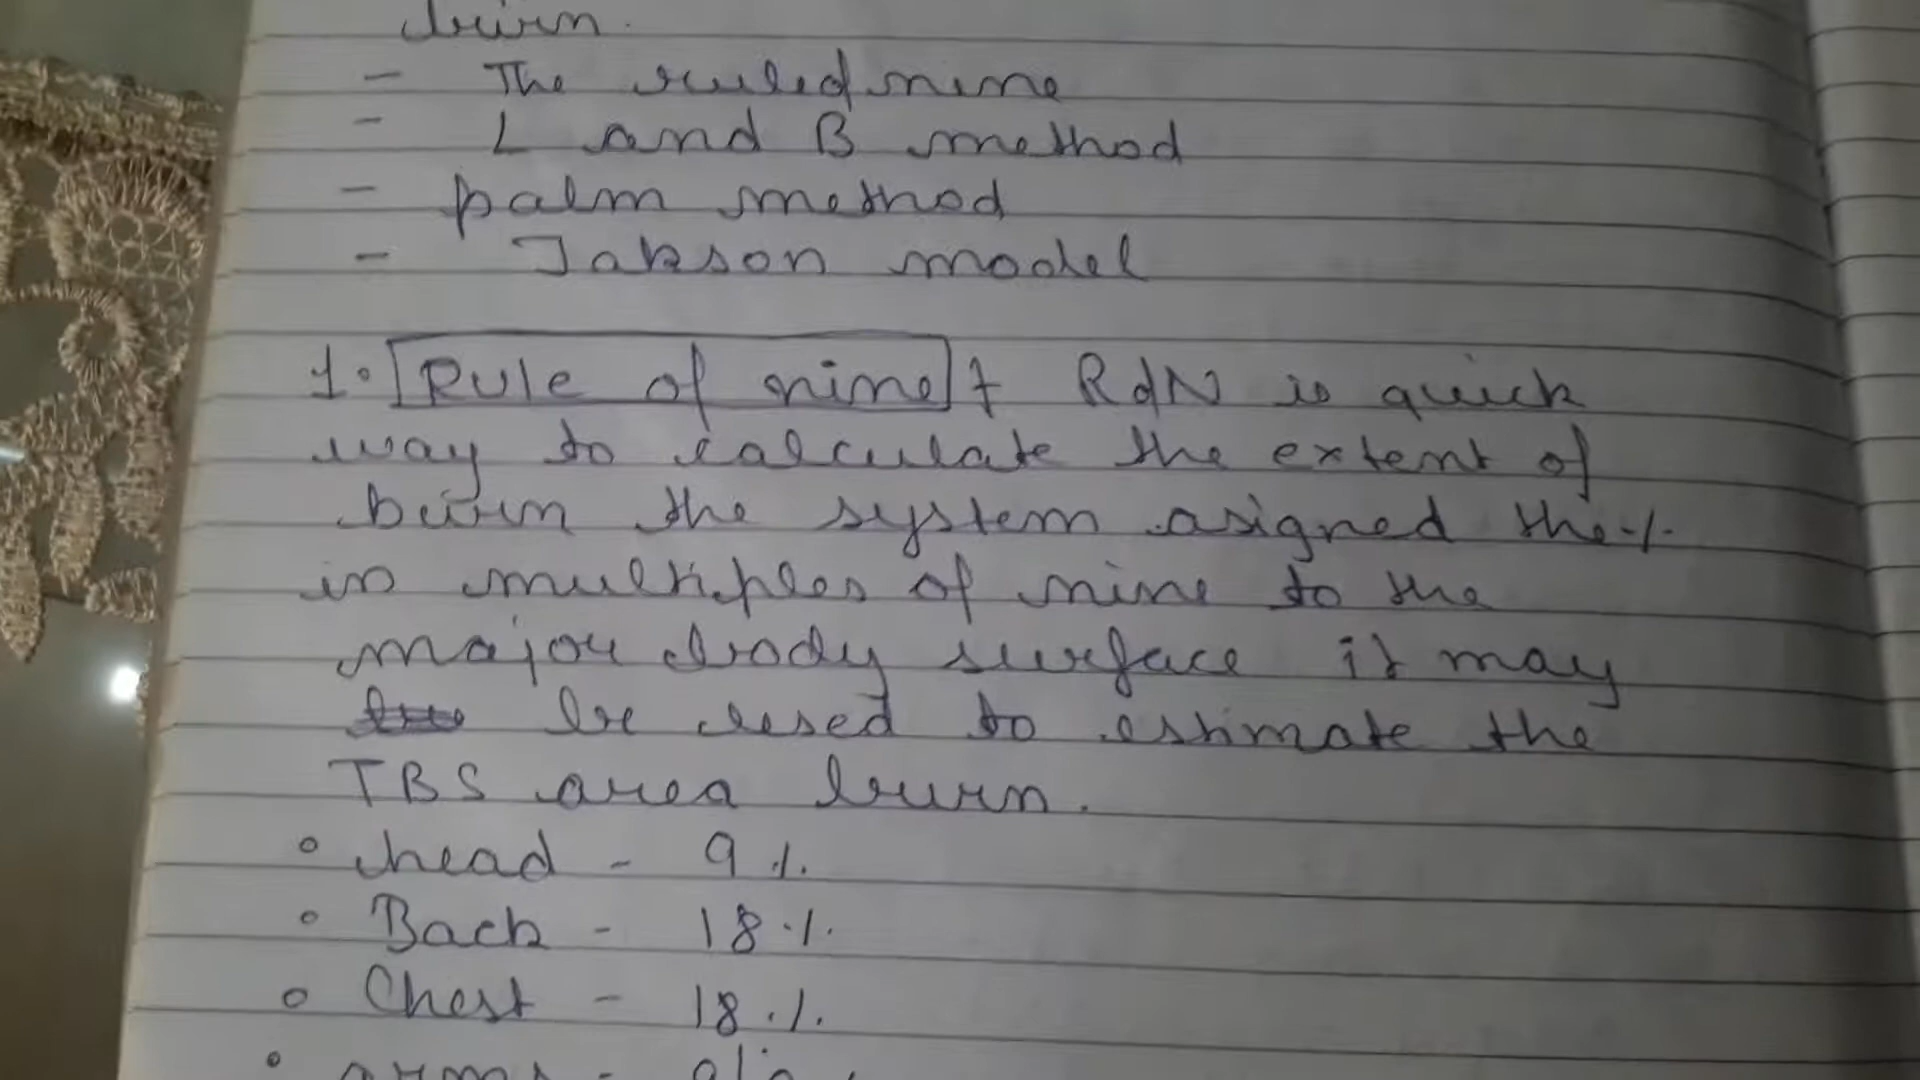 burn.
- The rule of nine
- L and B method
- palm method
- Jakson model
1. Rule of nine : RoN is quick
way to calculate the extent of
burn the system asigned the %
in multiples of nine to the
major body surface it may
be used to estimate the
TBS area burn.
• head - 9 %.
• Back - 18 %.
• Chest - 18 %.
• arms -